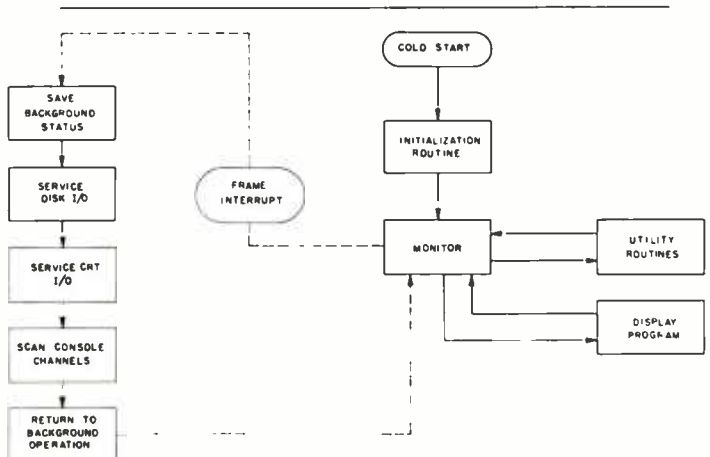 COLD START
SAVE
BACKGROUND
STATUS
INITIALIZATION
ROUTINE
SERVICE
DISK I/O
FRAME
INTERRUPT
MONITOR
UTILITY
ROUTINES
SERVICE CRT
I/O
SCAN CONSOLE
CHANNELS
DISPLAY
PROGRAM
RETURN TO
BACKGROUND
OPERATION